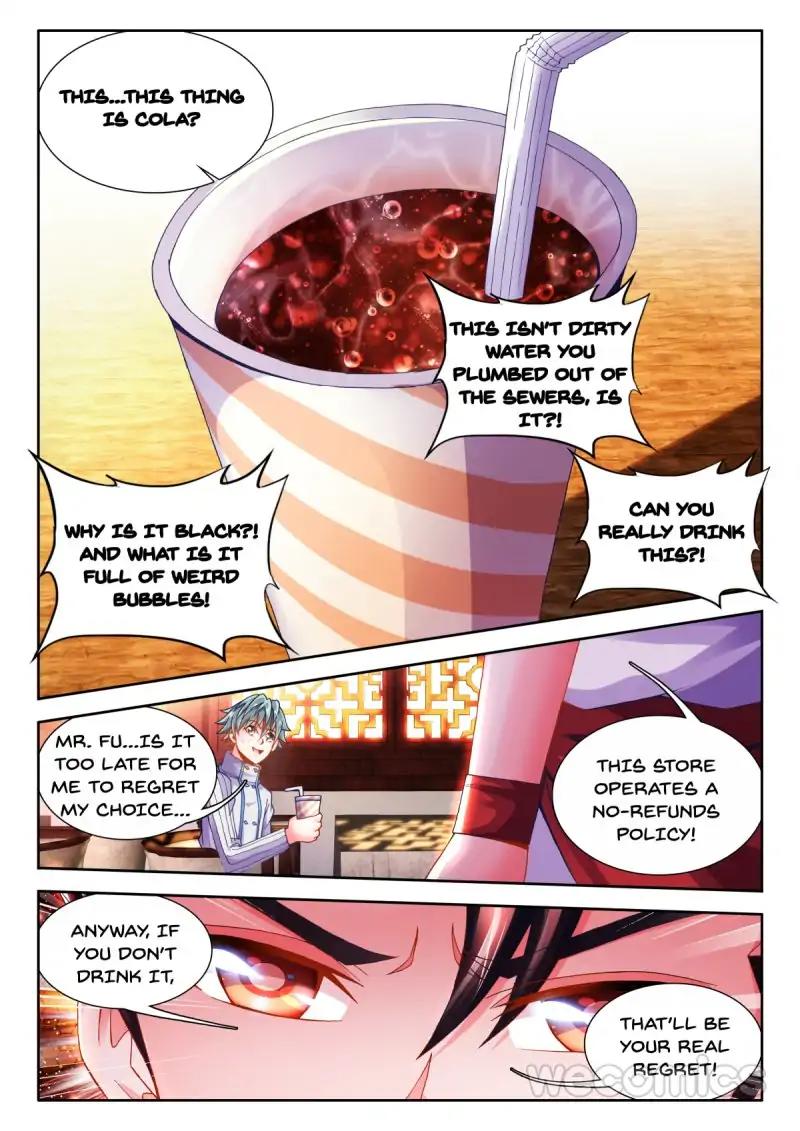 THIS...THIS THING
IS COLA?
THIS ISN'T DIRTY
WATER YOU
PLUMBED OUT OF
THE SEWERS, IS
IT?!
WHY IS IT BLACK?!
AND WHAT IS IT
FULL OF WEIRD
BUBBLES!
CAN YOU
REALLY DRINK
THIS?!
MR. FU...IS IT
TOO LATE FOR
ME TO REGRET
MY CHOICE...
THIS STORE
OPERATES A
NO-REFUNDS
POLICY!
ANYWAY, IF
YOU DON'T
DRINK IT,
THAT'LL BE
YOUR REAL
REGRET!
wecomics